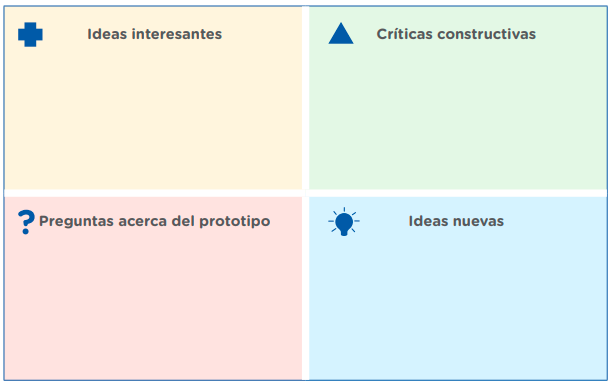 Ideas interesantes
Críticas constructivas
? Preguntas acerca del prototipo
Ideas nuevas